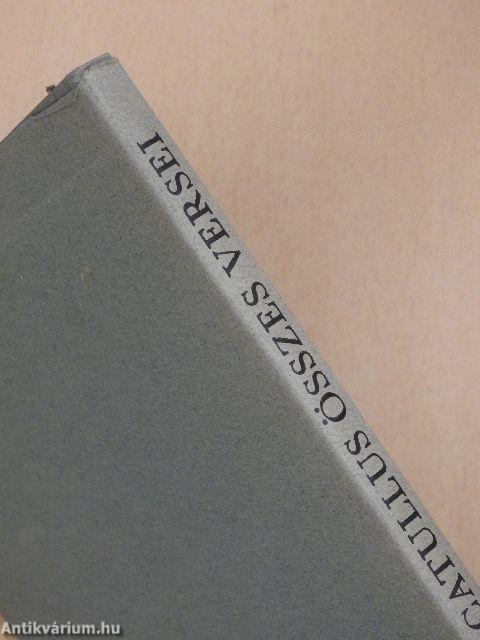 CATULLUS ÖSSZES VERSEI
Antikvárium.hu